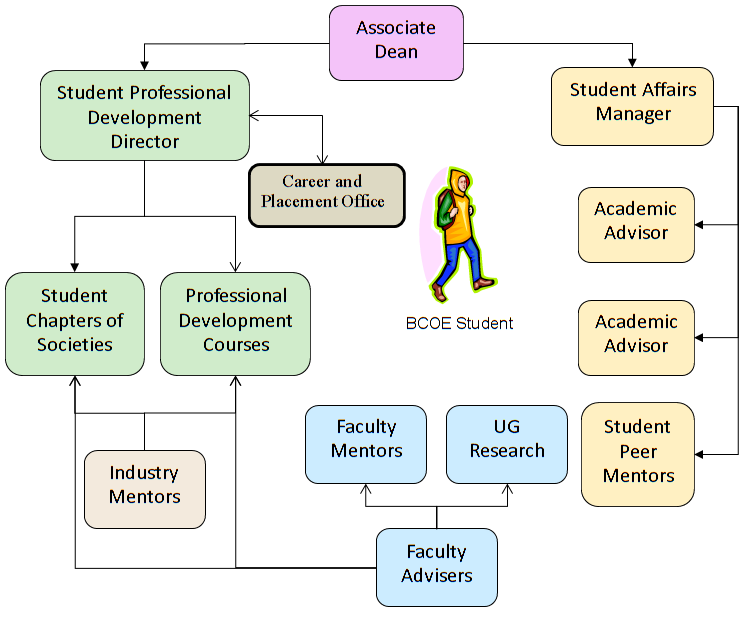 Associate
Dean
Student Professional
Development
Director
Student Affairs
Manager
Career and
Placement Office
Academic
Advisor
Student
Chapters of
Societies
Professional
Development
Courses
BCOE Student
Academic
Advisor
Faculty
Mentors
UG
Research
Student
Peer
Mentors
Industry
Mentors
Faculty
Advisers